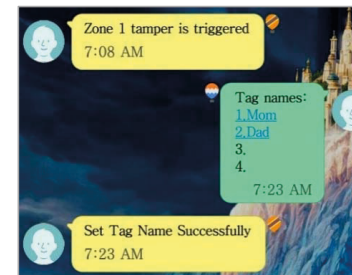 Zone 1 tamper is triggered
7:08 AM
Tag names:
1.Mom
2.Dad
3.
4.
7:23 AM
Set Tag Name Successfully
7:23 AM